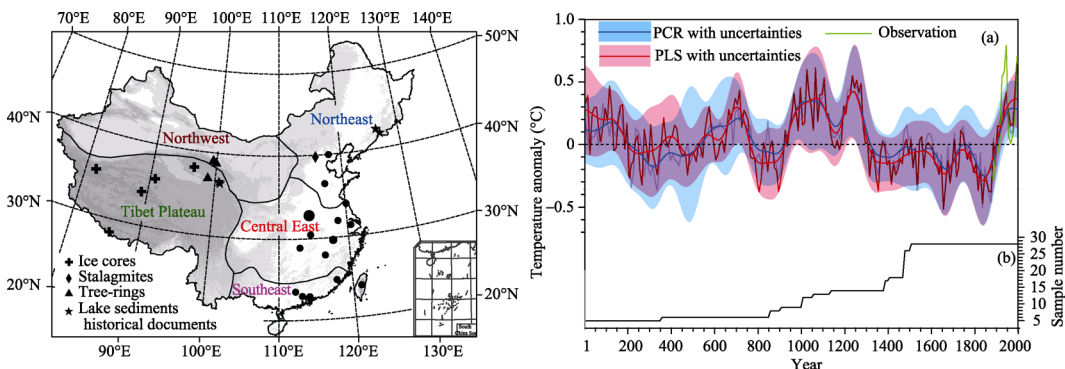 70°E 80°E 90°E 100°E 110°E 120°E 130°E 140°E
50°N
40°N
30°N
20°N
40°N
30°N
20°N
Northeast
Northwest
Tibet Plateau
Central East
Southeast
Ice cores
Stalagmites
Tree-rings
Lake sediments
historical documents
South
China Sea
90°E 100°E 110°E 120°E 130°E
PCR with uncertainties
Observation
(a)
PLS with uncertainties
Temperature anomaly (°C)
1.0
0.5
0
−0.5
(b)
Sample number
30
25
20
15
10
5
1 200 400 600 800 1000 1200 1400 1600 1800 2000
Year